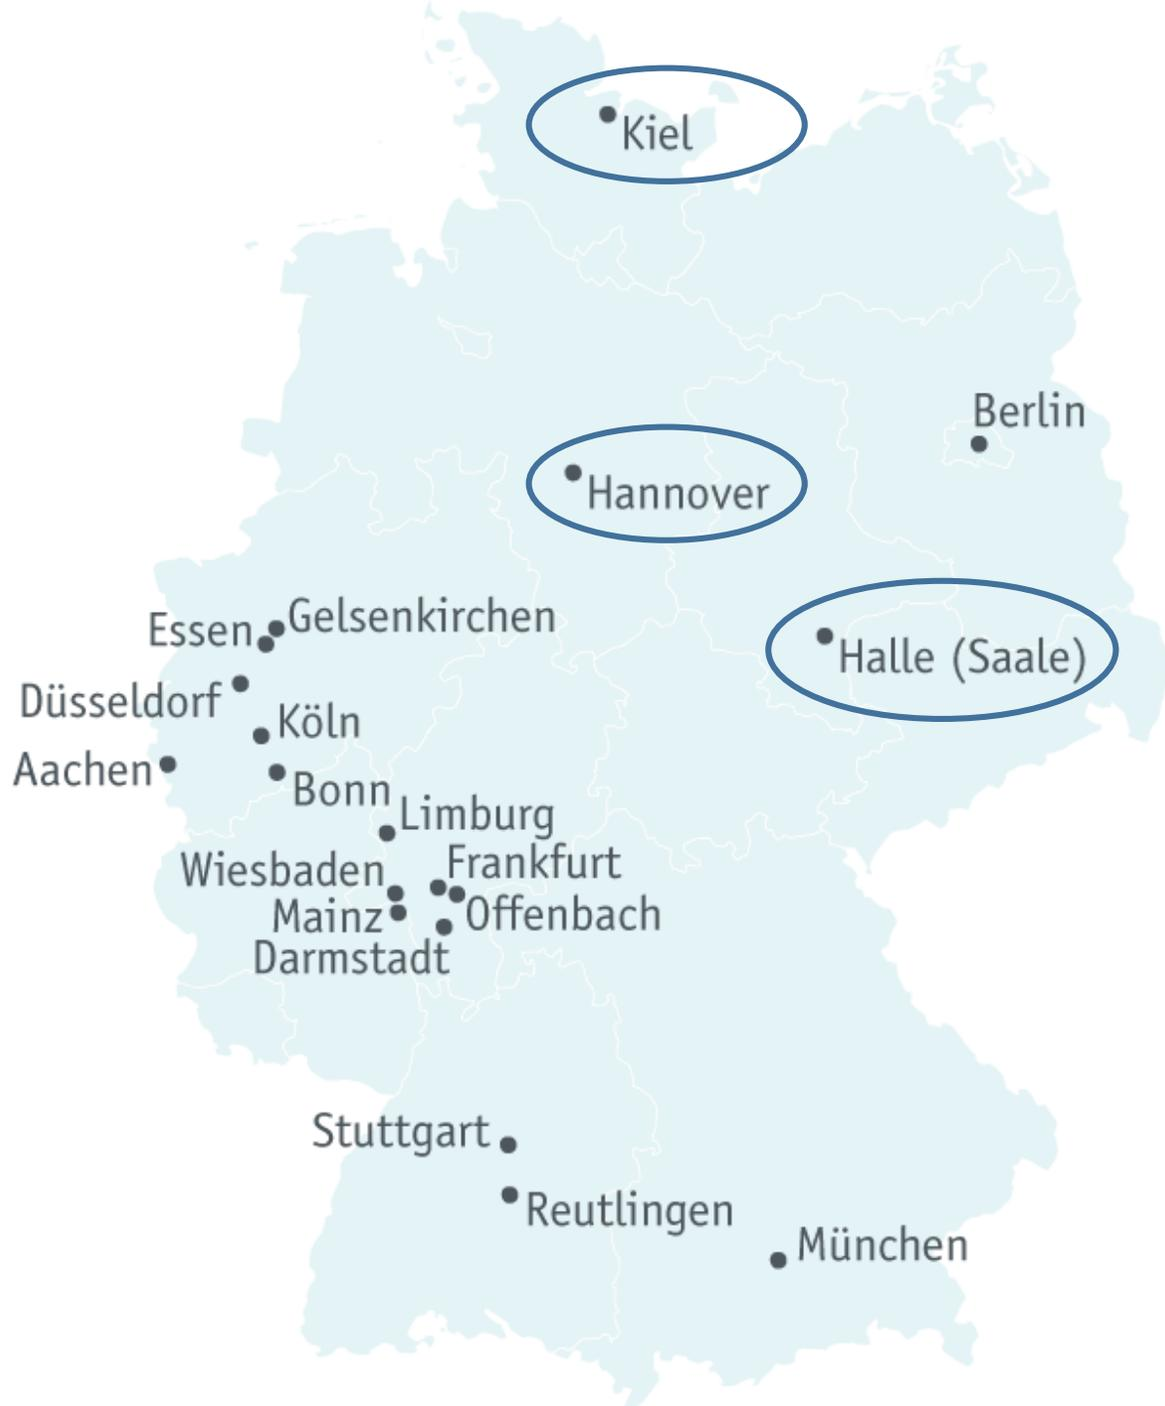 Kiel
Berlin
Hannover
Gelsenkirchen
Essen
Halle (Saale)
Düsseldorf
Köln
Aachen
Bonn
Limburg
Frankfurt
Wiesbaden
Offenbach
Mainz
Darmstadt
Stuttgart
Reutlingen
München